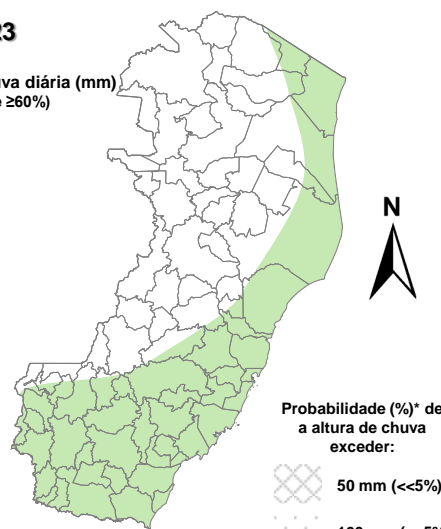 23
uva diária (mm)
e ≥60%)
N
Probabilidade (%)* de
a altura de chuva
exceder:
50 mm (<<5%)